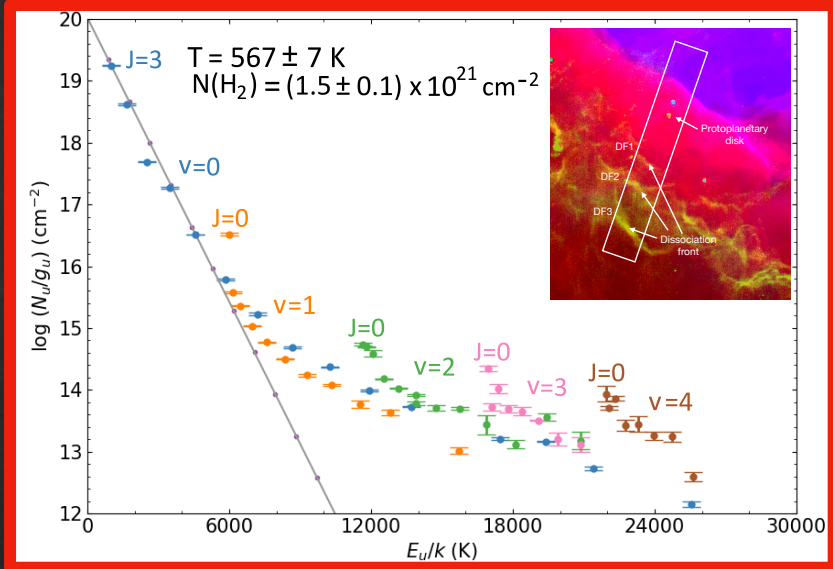 T = 567 ± 7 K
N(H₂) = (1.5 ± 0.1) x 10²¹ cm⁻²
J=3
v=0
J=0
v=1
J=0
v=2
J=0
v=3
J=0
v=4
Protoplanetary
disk
DF1
DF2
DF3
Dissociation
front
log (Nᵤ/gᵤ) (cm⁻²)
20
19
18
17
16
15
14
13
12
0
6000
12000
18000
24000
30000
Eᵤ/k (K)